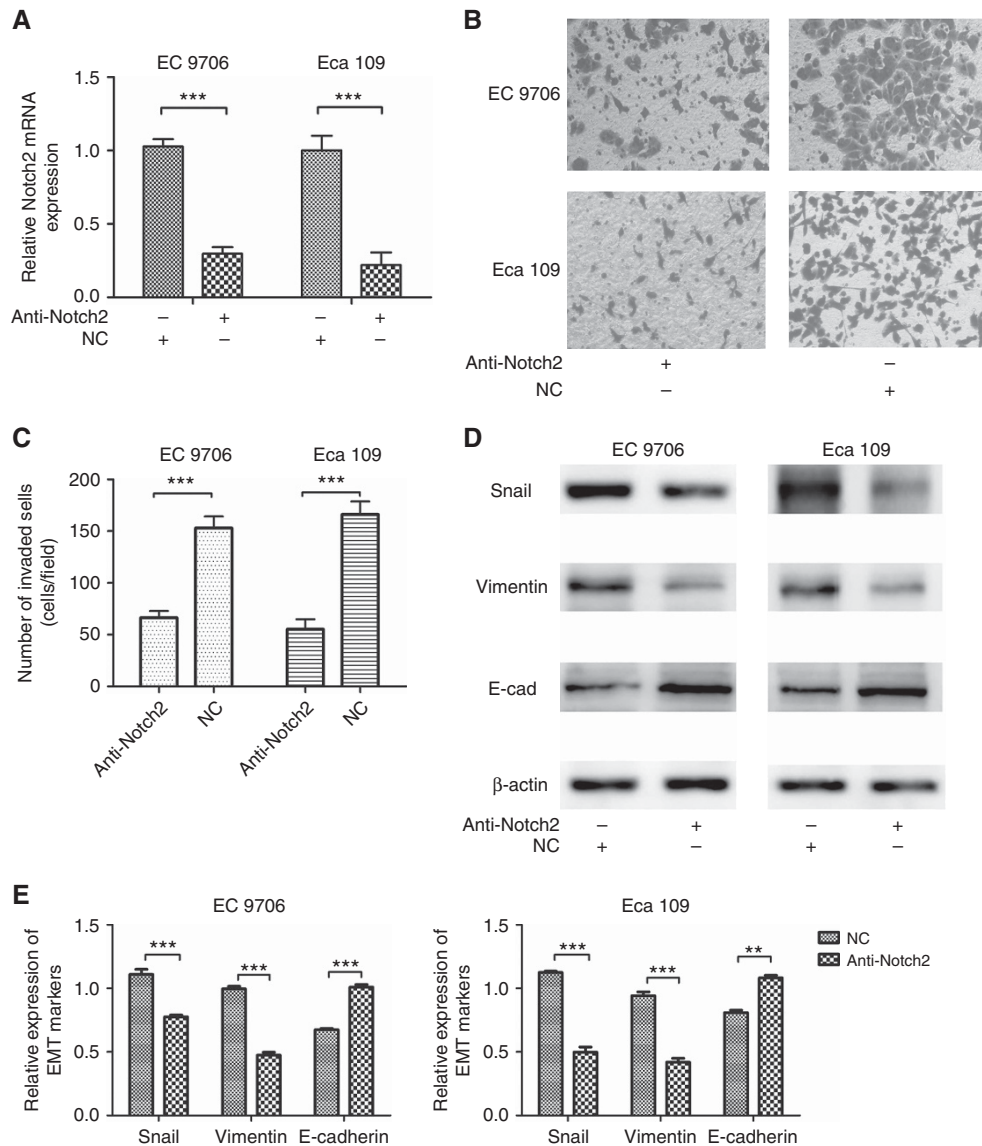 A
EC 9706 Eca 109
1.5
1.0
0.5
0.0
Relative Notch2 mRNA
expression
*** ***
Anti-Notch2 – + – +
NC + – + –
B
EC 9706
Eca 109
Anti-Notch2 + –
NC – +
C
EC 9706 Eca 109
200
150
100
50
0
Number of invaded sells
(cells/field)
*** ***
Anti-Notch2 NC Anti-Notch2 NC
D
EC 9706 Eca 109
Snail
Vimentin
E-cad
β-actin
Anti-Notch2 – + – +
NC + – + –
E
EC 9706
1.5
1.0
0.5
0.0
Relative expression of
EMT markers
*** *** ***
Snail Vimentin E-cadherin
Eca 109
1.5
1.0
0.5
0.0
Relative expression of
EMT markers
*** *** **
Snail Vimentin E-cadherin
NC
Anti-Notch2